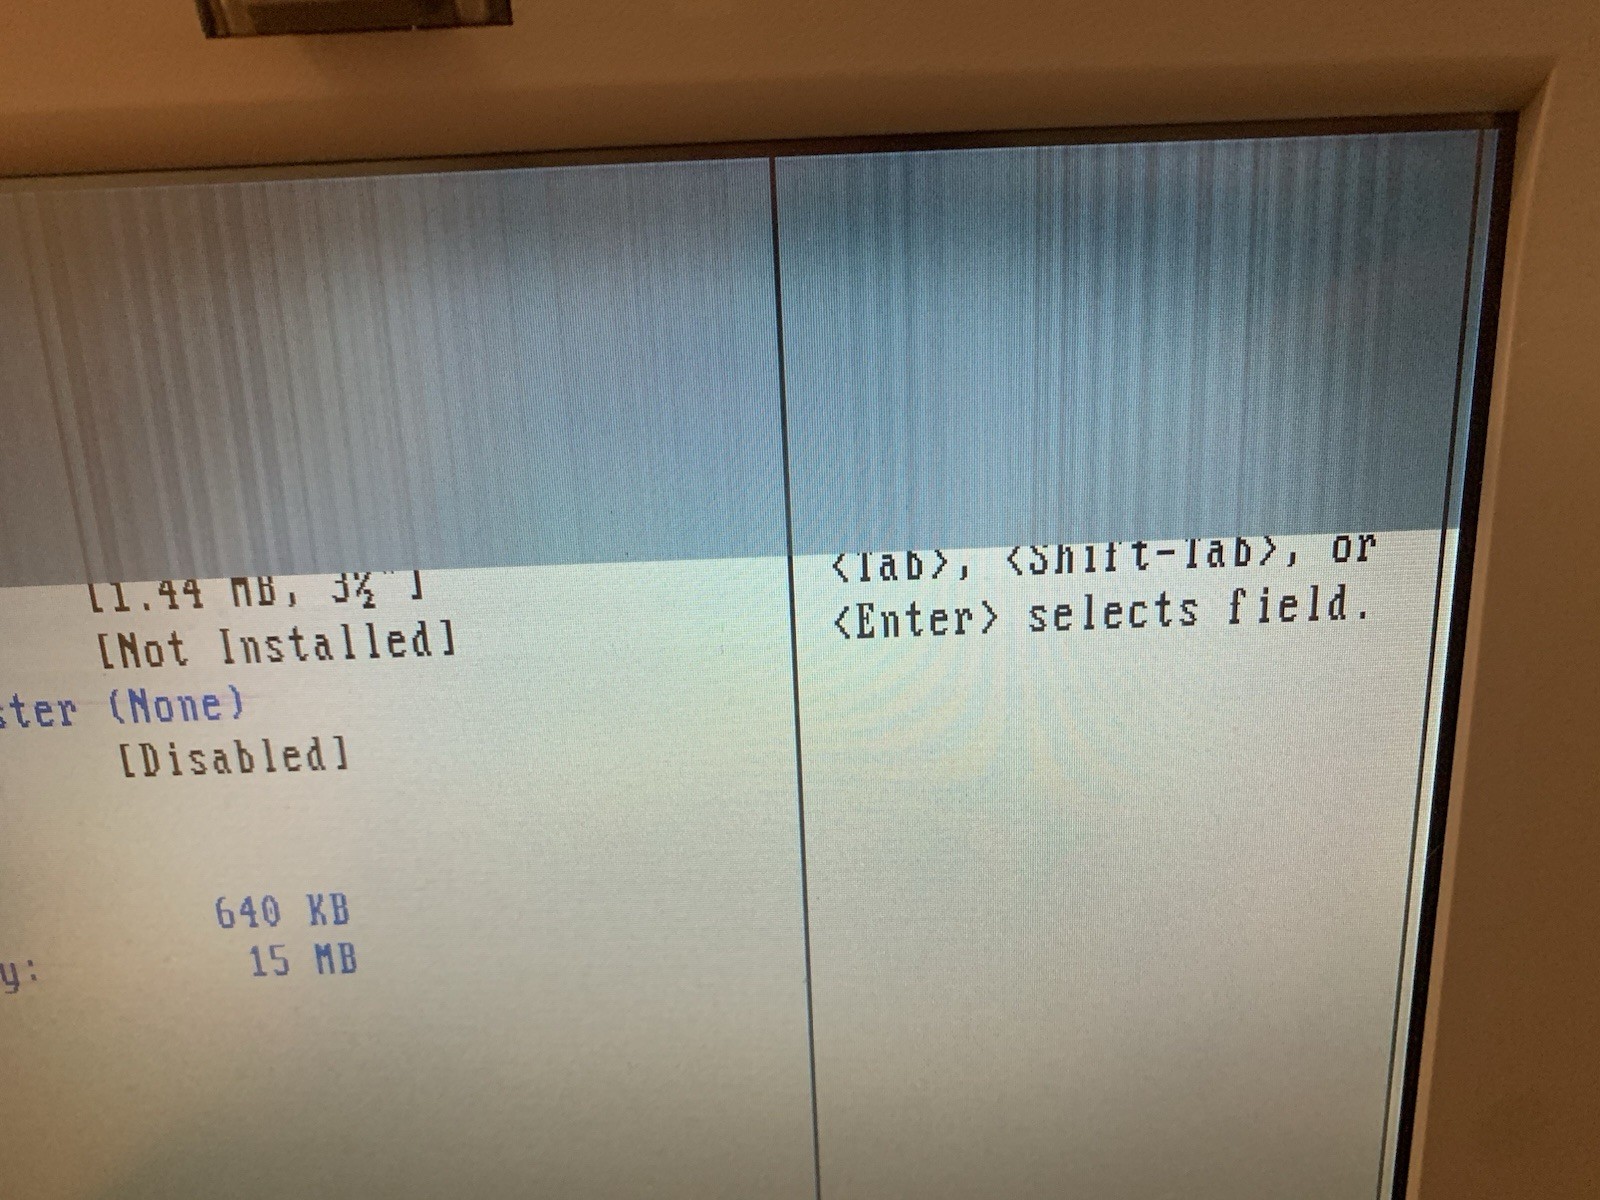 [1.44 MB, 3½"]
<Tab>, <Shift-Tab>, or
[Not Installed]
<Enter> selects field.
(None)
[Disabled]
640 KB
15 MB